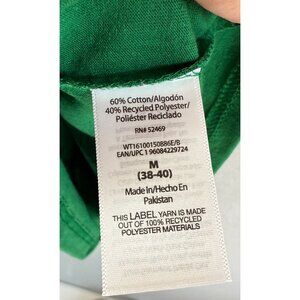 60% Cotton/Algodón
40% Recycled Polyester/
Poliéster Reciclado
RN# 52469
WT16100150886E/B
EAN/UPC 1 96084229724
M
(38-40)
Made In/Hecho En
Pakistan
THIS LABEL YARN IS MADE
OUT OF 100% RECYCLED
POLYESTER MATERIALS